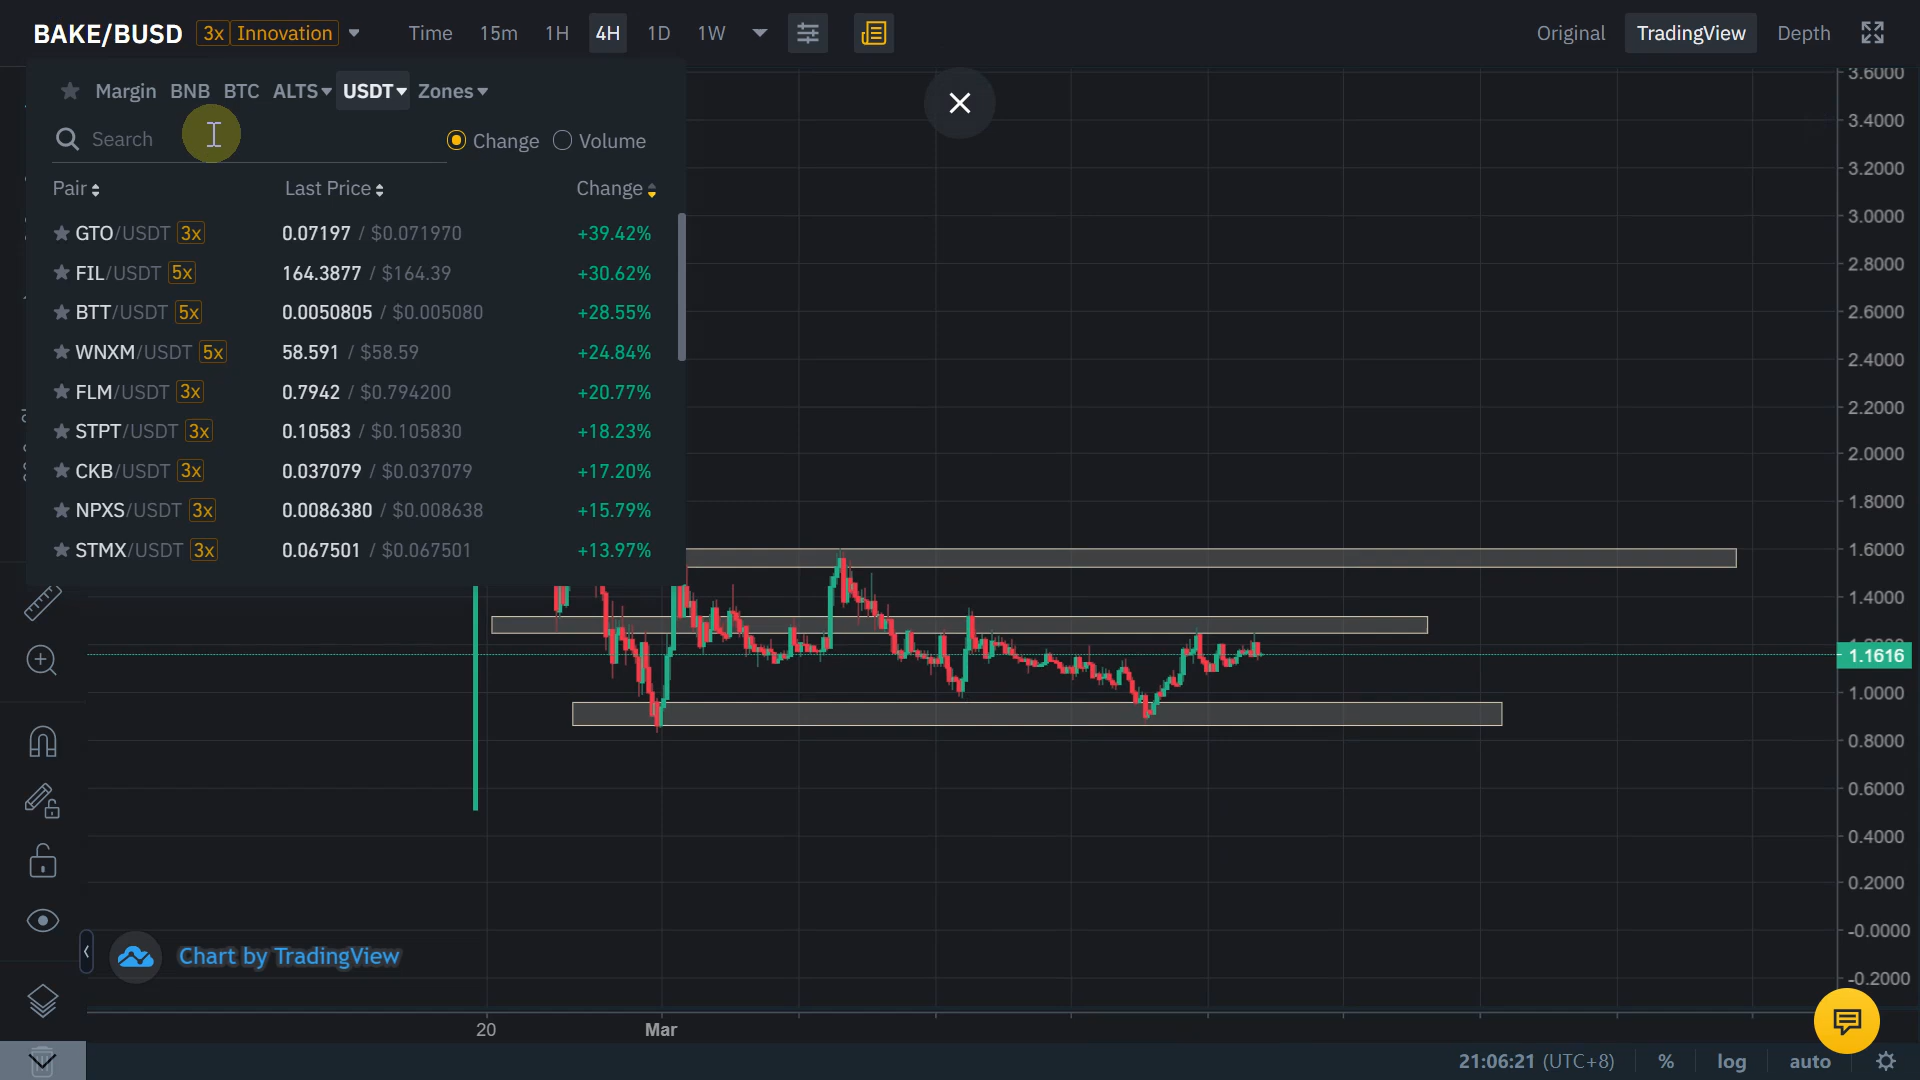 BAKE/BUSD 3x Innovation Time 15m 1H 4H 1D 1W Original TradingView Depth
Margin BNB BTC ALTS USDT Zones
Search Change Volume
Pair Last Price Change
GTO/USDT 3x 0.07197 / $0.071970 +39.42%
FIL/USDT 5x 164.3877 / $164.39 +30.62%
BTT/USDT 5x 0.0050805 / $0.005080 +28.55%
WNXM/USDT 5x 58.591 / $58.59 +24.84%
FLM/USDT 3x 0.7942 / $0.794200 +20.77%
STPT/USDT 3x 0.10583 / $0.105830 +18.23%
CKB/USDT 3x 0.037079 / $0.037079 +17.20%
NPXS/USDT 3x 0.0086380 / $0.008638 +15.79%
STMX/USDT 3x 0.067501 / $0.067501 +13.97%
3.6000
3.4000
3.2000
3.0000
2.8000
2.6000
2.4000
2.2000
2.0000
1.8000
1.6000
1.4000
1.1616
1.0000
0.8000
0.6000
0.4000
0.2000
-0.0000
-0.2000
Chart by TradingView
20 Mar
21:06:21 (UTC+8) % log auto